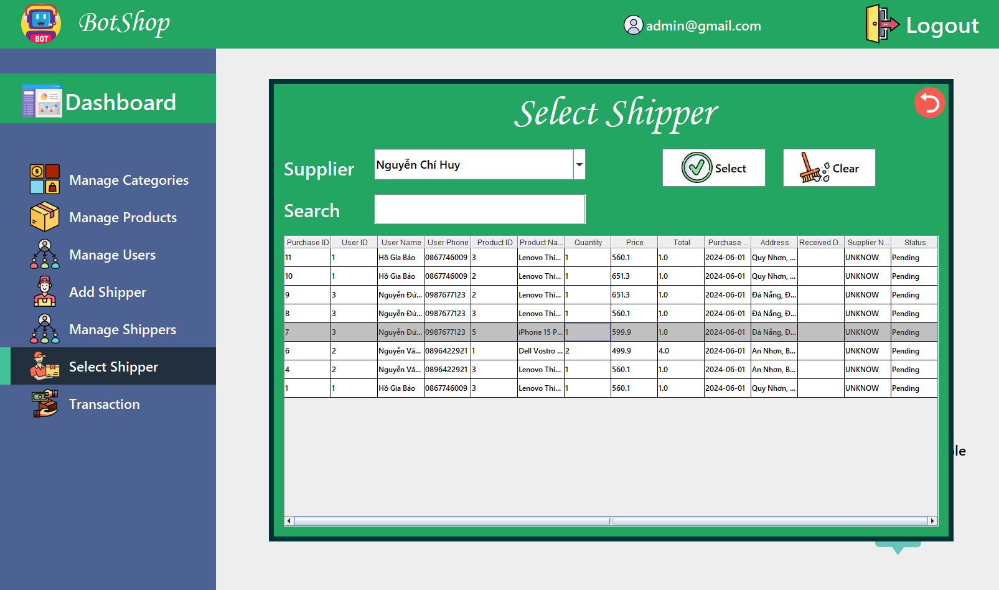 BotShop
BOT
admin@gmail.com
Logout
Dashboard
Manage Categories
Manage Products
Manage Users
Add Shipper
Manage Shippers
Select Shipper
Transaction
Select Shipper
Supplier
Nguyễn Chí Huy
Select
Clear
Search
Purchase ID User ID User Name User Phone Product ID Product Na... Quantity Price Total Purchase ... Address Received D... Supplier N... Status
11 1 Hồ Gia Bảo 0867746009 3 Lenovo Thi... 1 560.1 1.0 2024-06-01 Quy Nhơn, ... UNKNOW Pending
10 1 Hồ Gia Bảo 0867746009 2 Lenovo Thi... 1 651.3 1.0 2024-06-01 Quy Nhơn, ... UNKNOW Pending
9 3 Nguyễn Đứ... 0987677123 2 Lenovo Thi... 1 651.3 1.0 2024-06-01 Đà Nẵng, Đ... UNKNOW Pending
8 3 Nguyễn Đứ... 0987677123 3 Lenovo Thi... 1 560.1 1.0 2024-06-01 Đà Nẵng, Đ... UNKNOW Pending
7 3 Nguyễn Đứ... 0987677123 5 iPhone 15 P... 1 599.9 1.0 2024-06-01 Đà Nẵng, Đ... UNKNOW Pending
6 2 Nguyễn Vă... 0896422921 1 Dell Vostro ... 2 499.9 4.0 2024-06-01 An Nhơn, B... UNKNOW Pending
4 2 Nguyễn Vă... 0896422921 3 Lenovo Thi... 1 560.1 1.0 2024-06-01 An Nhơn, B... UNKNOW Pending
1 1 Hồ Gia Bảo 0867746009 3 Lenovo Thi... 1 560.1 1.0 2024-06-01 Quy Nhơn, ... UNKNOW Pending